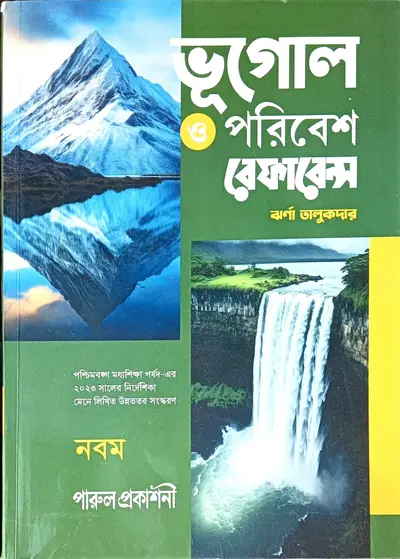 ভূগোল
ও পরিবেশ
রেফারেন্স
ঝর্ণা তালুকদার
পশ্চিমবঙ্গ মধ্যশিক্ষা পর্ষদ-এর
২০২৩ সালের নির্দেশিকা
মেনে লিখিত উন্নততর সংস্করণ
নবম
পারুল প্রকাশনী